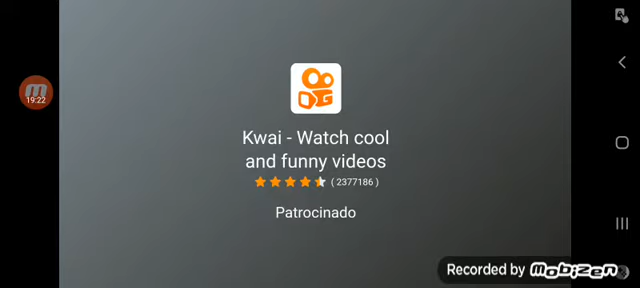 19:22
Kwai - Watch cool
and funny videos
( 2377186 )
Patrocinado
Recorded by mobizen